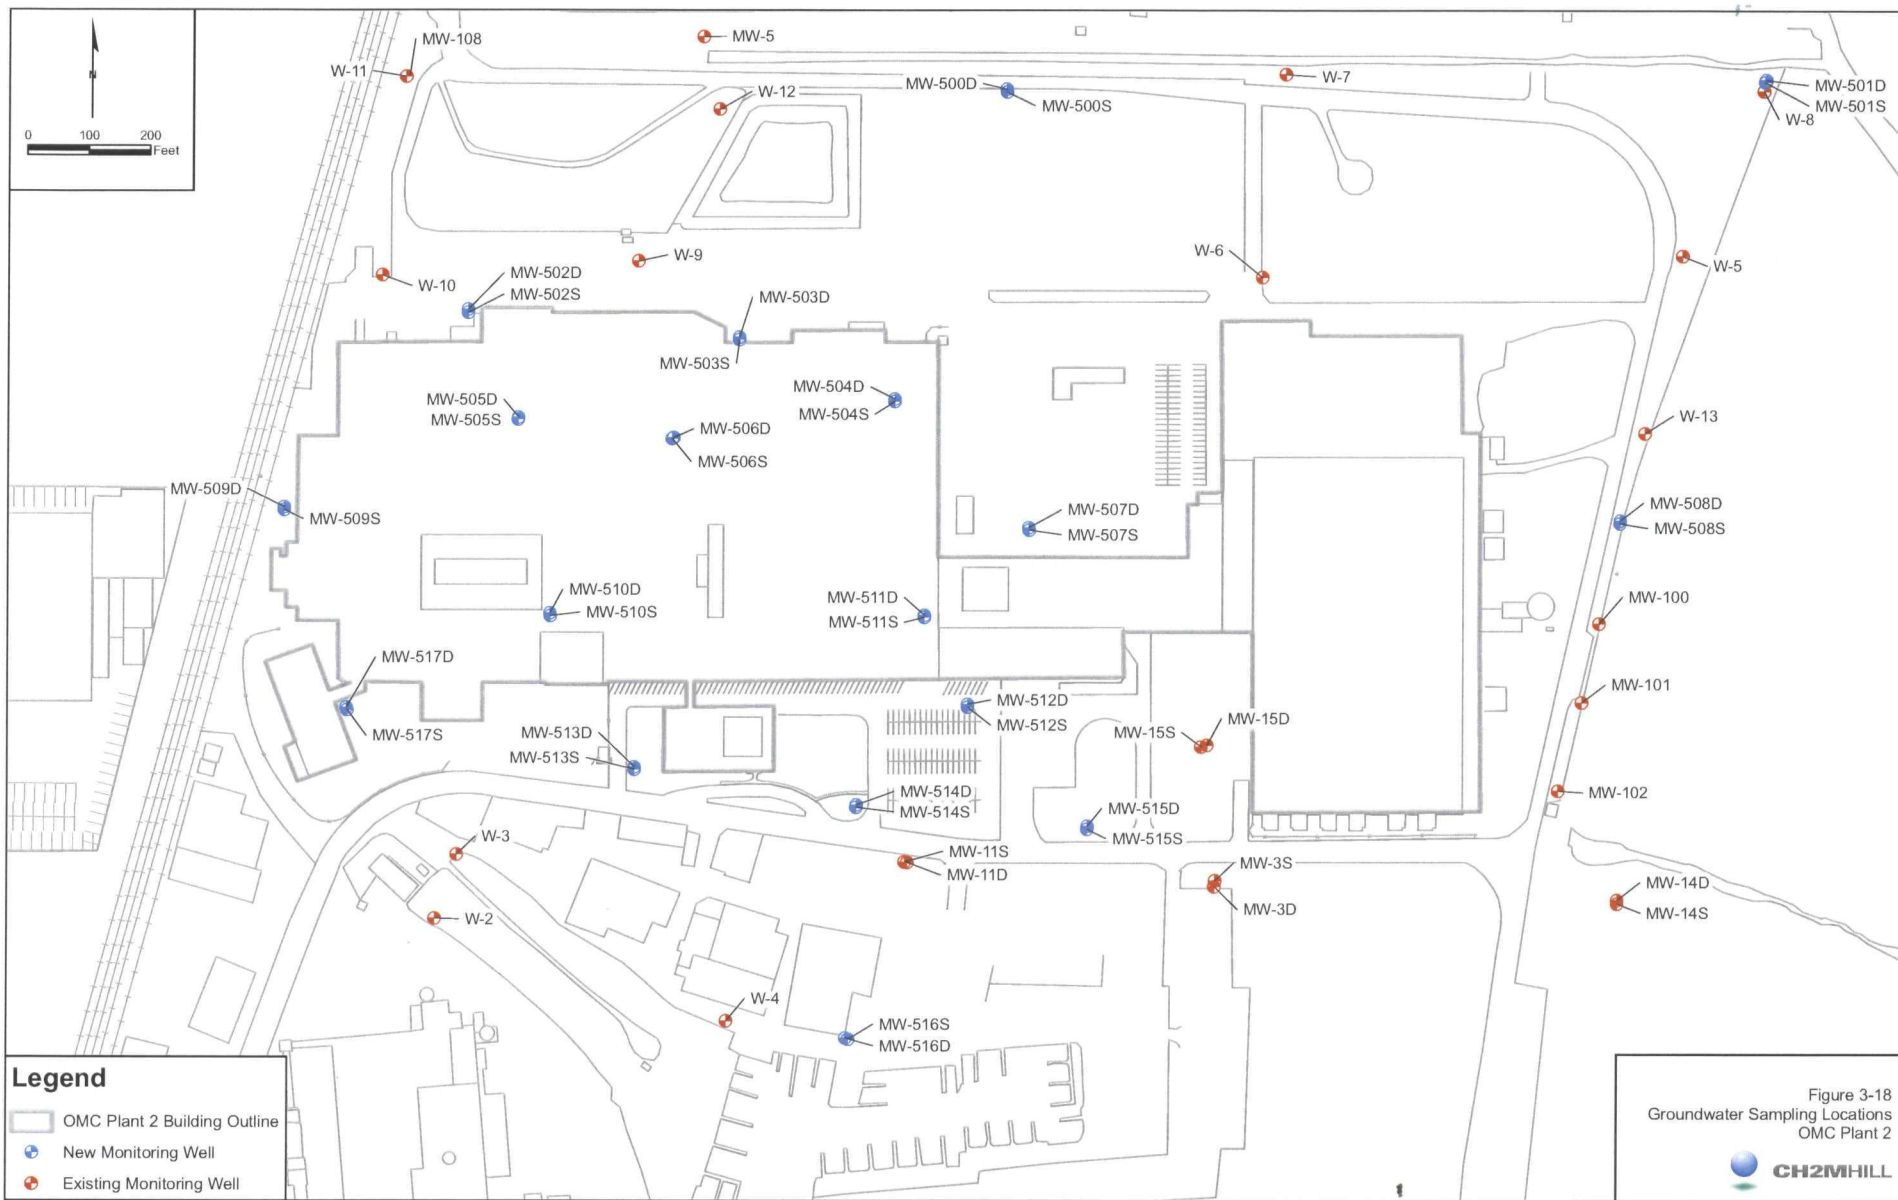 MW-108
MW-5
W-11
W-7
N
MW-500D
MW-501D
W-12
MW-500S
MW-501S
W-8
0 100 200
Feet
W-9
W-6
W-5
W-10
MW-502D
MW-502S
MW-503D
MW-503S
MW-504D
MW-505D
MW-504S
MW-505S
MW-506D
W-13
MW-506S
MW-509D
MW-508D
MW-507D
MW-509S
MW-508S
MW-507S
MW-510D
MW-511D
MW-100
MW-510S
MW-511S
MW-517D
MW-101
MW-512D
MW-15D
MW-517S
MW-513D
MW-512S
MW-15S
MW-513S
MW-514D
MW-102
MW-514S
MW-515D
W-3
MW-515S
MW-11S
MW-3S
MW-11D
MW-14D
W-2
MW-3D
MW-14S
W-4
MW-516S
MW-516D
Legend
OMC Plant 2 Building Outline
New Monitoring Well
Existing Monitoring Well
Figure 3-18
Groundwater Sampling Locations
OMC Plant 2
CH2MHILL